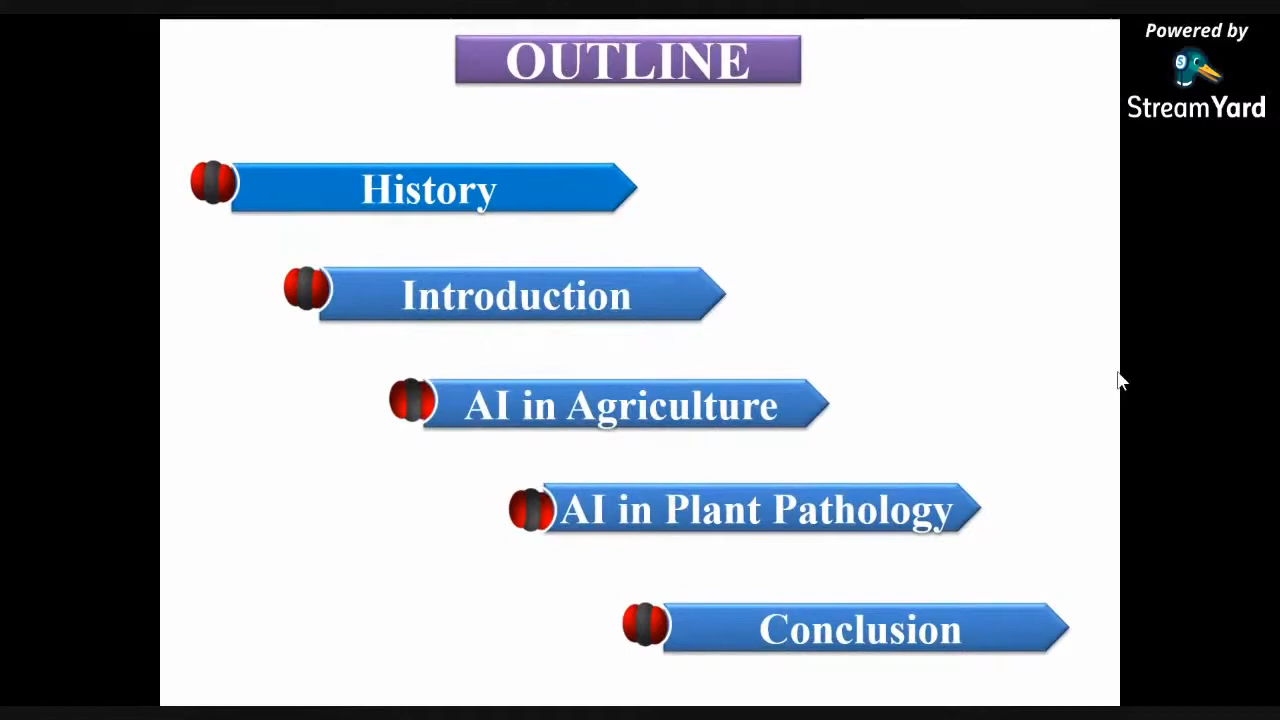 OUTLINE
Powered by
S
StreamYard
History
Introduction
AI in Agriculture
AI in Plant Pathology
Conclusion